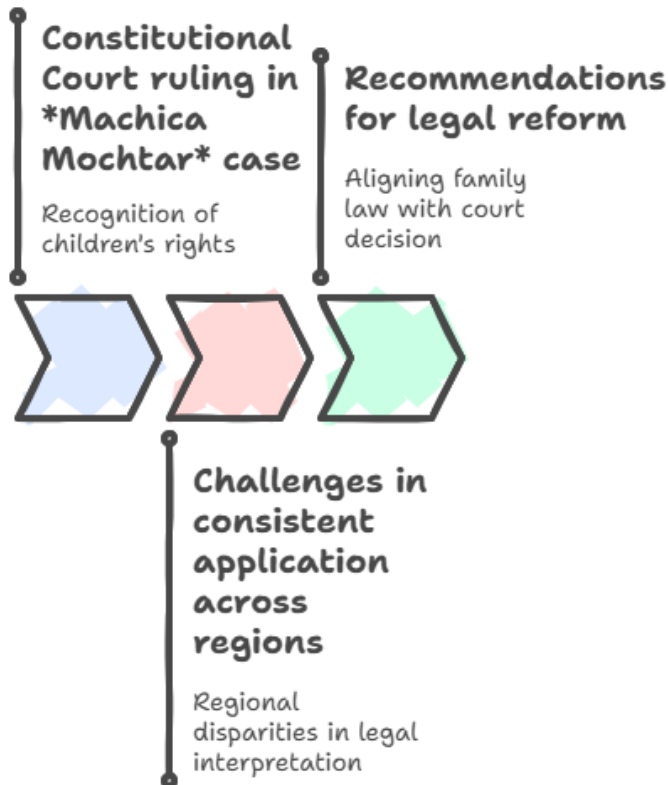 Constitutional
Court ruling in
*Machica
Mochtar* case
Recognition of
children's rights
Challenges in
consistent
application
across
regions
Regional
disparities in legal
interpretation
Recommendations
for legal reform
Aligning family
law with court
decision